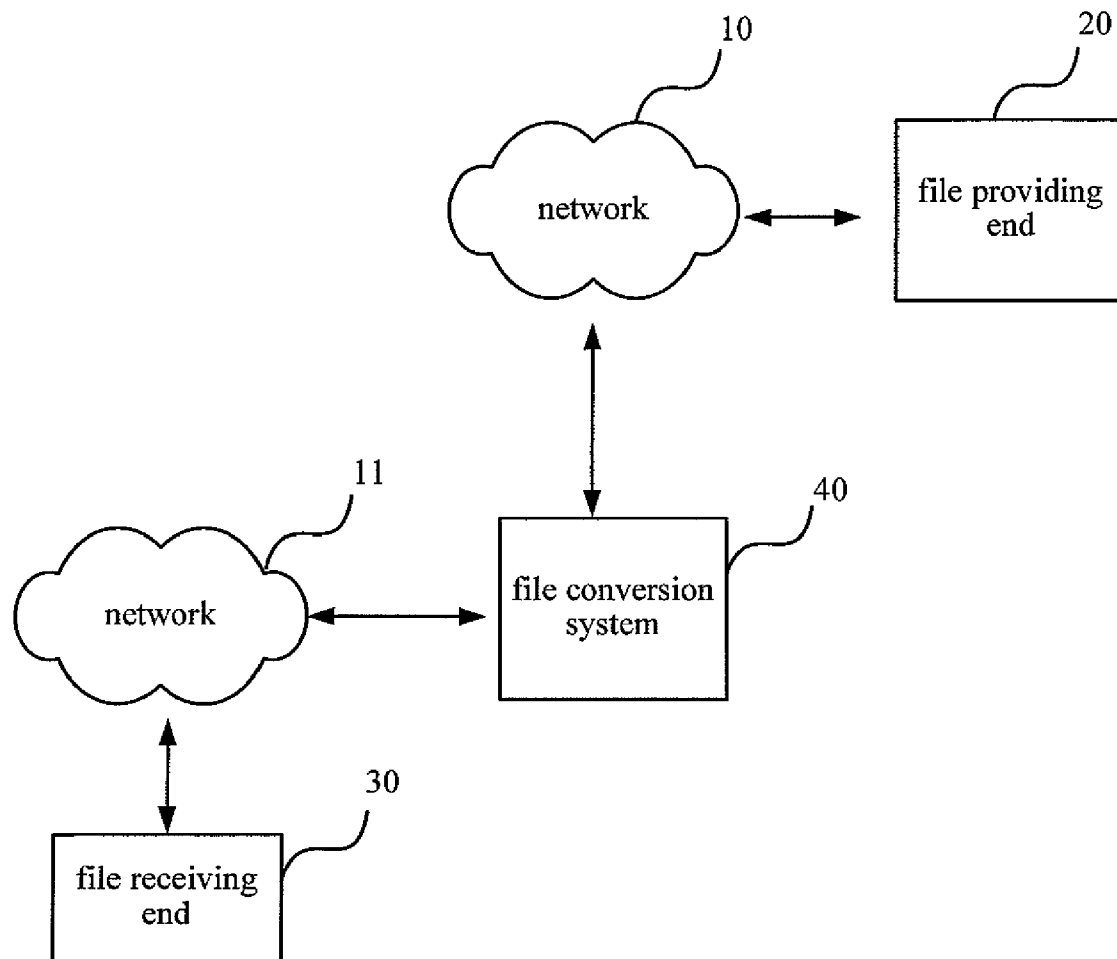 10
20
network
file providing
end
11
40
network
file conversion
system
30
file receiving
end